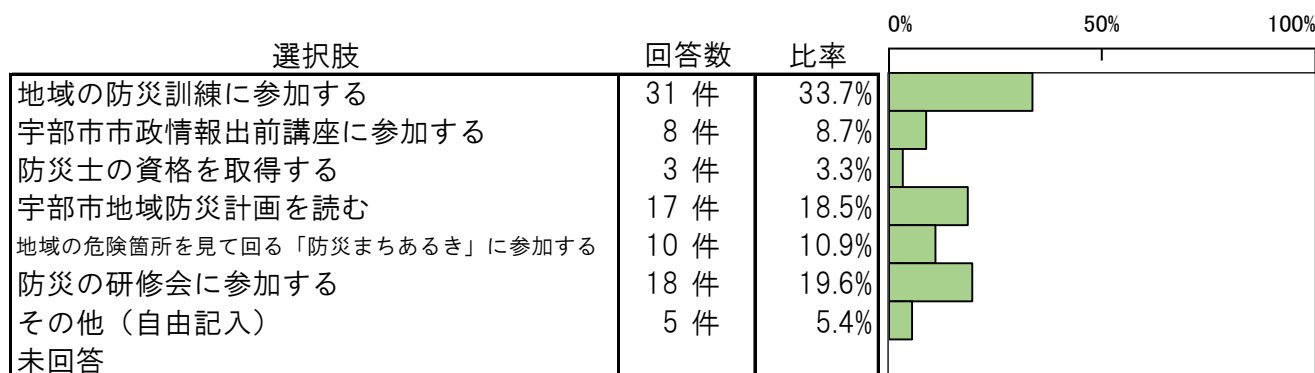 0% 50% 100%
選択肢 回答数 比率
地域の防災訓練に参加する 31 件 33.7%
宇部市市政情報出前講座に参加する 8 件 8.7%
防災士の資格を取得する 3 件 3.3%
宇部市地域防災計画を読む 17 件 18.5%
地域の危険箇所を見て回る「防災まちあるき」に参加する 10 件 10.9%
防災の研修会に参加する 18 件 19.6%
その他（自由記入） 5 件 5.4%
未回答